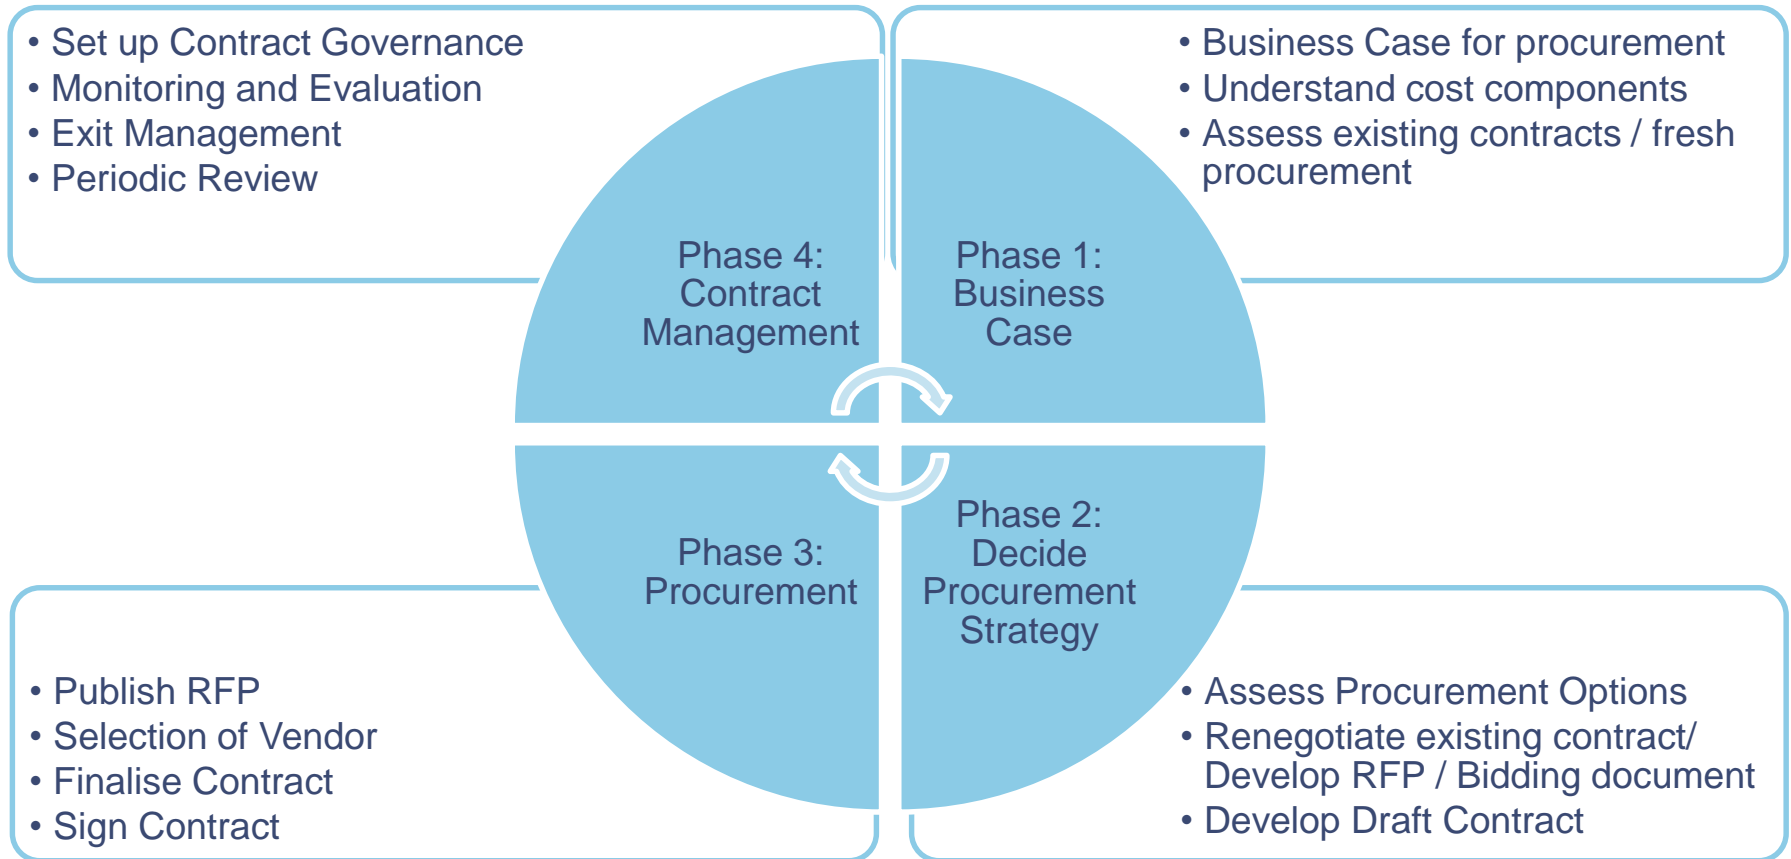 • Set up Contract Governance
• Monitoring and Evaluation
• Exit Management
• Periodic Review
• Business Case for procurement
• Understand cost components
• Assess existing contracts / fresh
procurement
Phase 4:
Contract
Management
Phase 1:
Business
Case
Phase 3:
Procurement
Phase 2:
Decide
Procurement
Strategy
• Publish RFP
• Selection of Vendor
• Finalise Contract
• Sign Contract
• Assess Procurement Options
• Renegotiate existing contract/
Develop RFP / Bidding document
• Develop Draft Contract